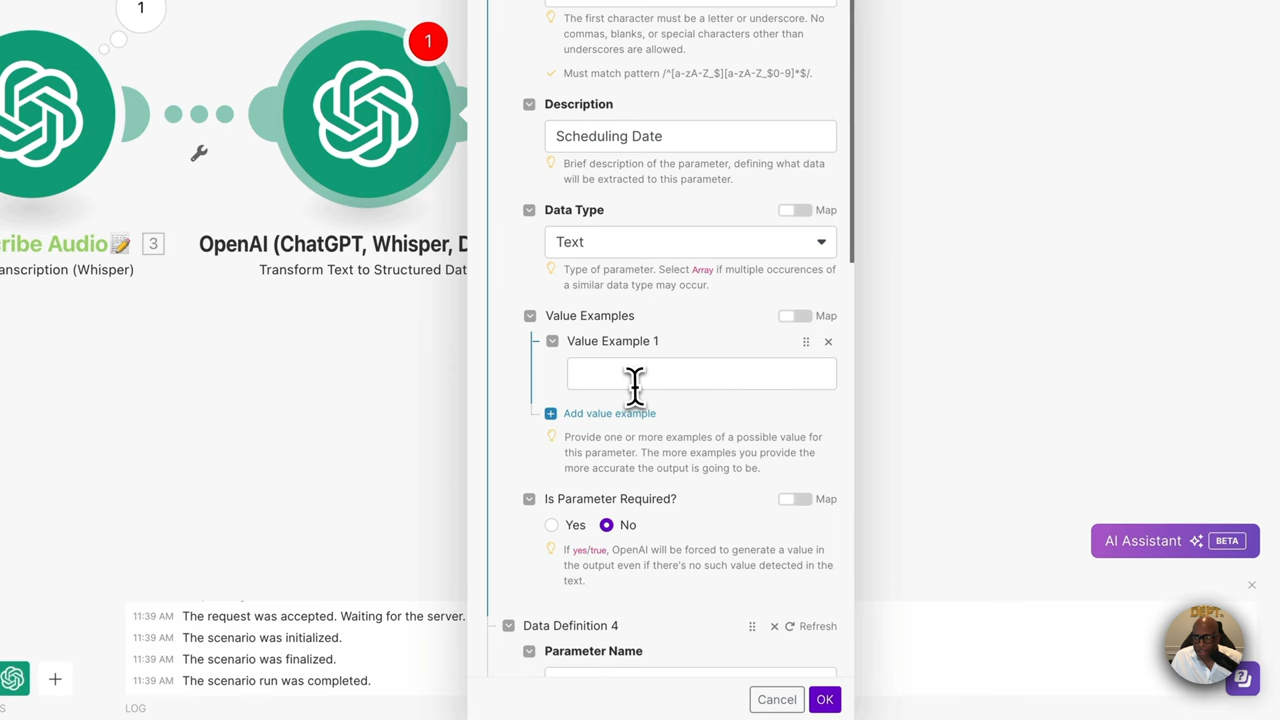 1
1
ribe Audio📝 3
anscription (Whisper)
OpenAI (ChatGPT, Whisper, D
Transform Text to Structured Dat
The first character must be a letter or underscore. No
commas, blanks, or special characters other than
underscores are allowed.
Must match pattern /^[a-zA-Z_$][a-zA-Z_$0-9]*$/.
Description
Scheduling Date
Brief description of the parameter, defining what data
will be extracted to this parameter.
Data Type
Map
Text
Type of parameter. Select Array if multiple occurences of
a similar data type may occur.
Value Examples
Map
Value Example 1
Add value example
Provide one or more examples of a possible value for
this parameter. The more examples you provide the
more accurate the output is going to be.
Is Parameter Required?
Map
Yes No
If yes/true, OpenAI will be forced to generate a value in
the output even if there's no such value detected in the
text.
Data Definition 4
Refresh
Parameter Name
Cancel OK
AI Assistant BETA
11:39 AM The request was accepted. Waiting for the server.
11:39 AM The scenario was initialized.
11:39 AM The scenario was finalized.
11:39 AM The scenario run was completed.
S
LOG